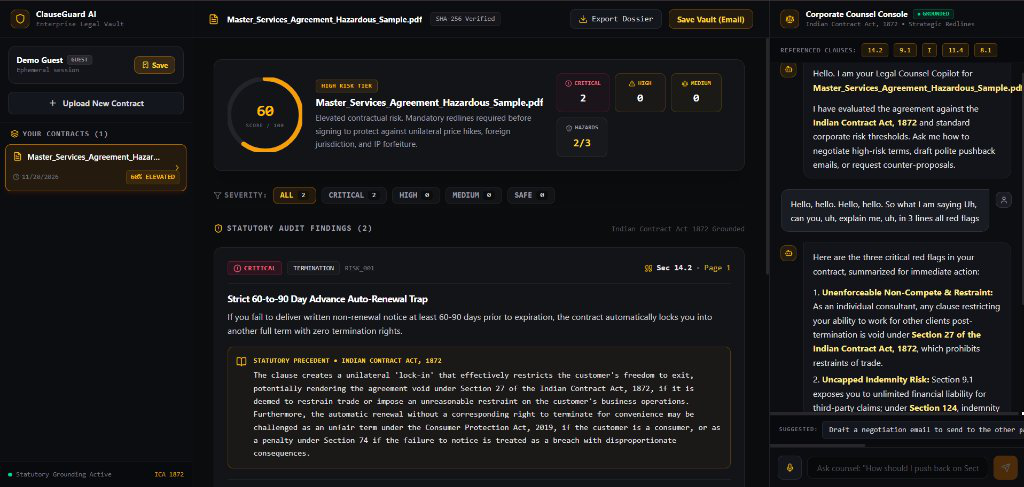 ClauseGuard AI
Enterprise Legal Vault
Demo Guest GUEST
Ephemeral session
Save
+ Upload New Contract
YOUR CONTRACTS (1)
Master_Services_Agreement_Hazar...
11/20/2026
60% ELEVATED
Statutory Grounding Active
ICA 1872
Master_Services_Agreement_Hazardous_Sample.pdf
SHA 256 Verified
Export Dossier
Save Vault (Email)
60
SCORE / 100
HIGH RISK TIER
Master_Services_Agreement_Hazardous_Sample.pdf
Elevated contractual risk. Mandatory redlines required before
signing to protect against unilateral price hikes, foreign
jurisdiction, and IP forfeiture.
CRITICAL
2
HIGH
0
MEDIUM
0
HAZARDS
2/3
SEVERITY:
ALL 2
CRITICAL 2
HIGH 0
MEDIUM 0
SAFE 0
STATUTORY AUDIT FINDINGS (2)
Indian Contract Act 1872 Grounded
CRITICAL
TERMINATION
RISK_001
Sec 14.2 · Page 1
Strict 60-to-90 Day Advance Auto-Renewal Trap
If you fail to deliver written non-renewal notice at least 60-90 days prior to expiration, the contract automatically locks you into
another full term with zero termination rights.
STATUTORY PRECEDENT • INDIAN CONTRACT ACT, 1872
The clause creates a unilateral 'lock-in' that effectively restricts the customer's freedom to exit,
potentially rendering the agreement void under Section 27 of the Indian Contract Act, 1872, if it is
deemed to restrain trade or impose an unreasonable restraint on the customer's business operations.
Furthermore, the automatic renewal without a corresponding right to terminate for convenience may be
challenged as an unfair term under the Consumer Protection Act, 2019, if the customer is a consumer, or as
a penalty under Section 74 if the failure to notice is treated as a breach with disproportionate
consequences.
Corporate Counsel Console
GROUNDED
Indian Contract Act, 1872 • Strategic Redlines
REFERENCED CLAUSES:
14.2
9.1
I
11.4
8.1
Hello. I am your Legal Counsel Copilot for
Master_Services_Agreement_Hazardous_Sample.pdf
I have evaluated the agreement against the
Indian Contract Act, 1872 and standard
corporate risk thresholds. Ask me how to
negotiate high-risk terms, draft polite pushback
emails, or request counter-proposals.
Hello, hello. Hello, hello. So what I am saying Uh,
can you, uh, explain me, uh, in 3 lines all red flags
Here are the three critical red flags in your
contract, summarized for immediate action:
1. Unenforceable Non-Compete & Restraint:
As an individual consultant, any clause restricting
your ability to work for other clients post-
termination is void under Section 27 of the
Indian Contract Act, 1872, which prohibits
restraints of trade.
2. Uncapped Indemnity Risk: Section 9.1
exposes you to unlimited financial liability for
third-party claims; under Section 124, indemnity
SUGGESTED:
Draft a negotiation email to send to the other pa
Ask counsel: "How should I push back on Sect